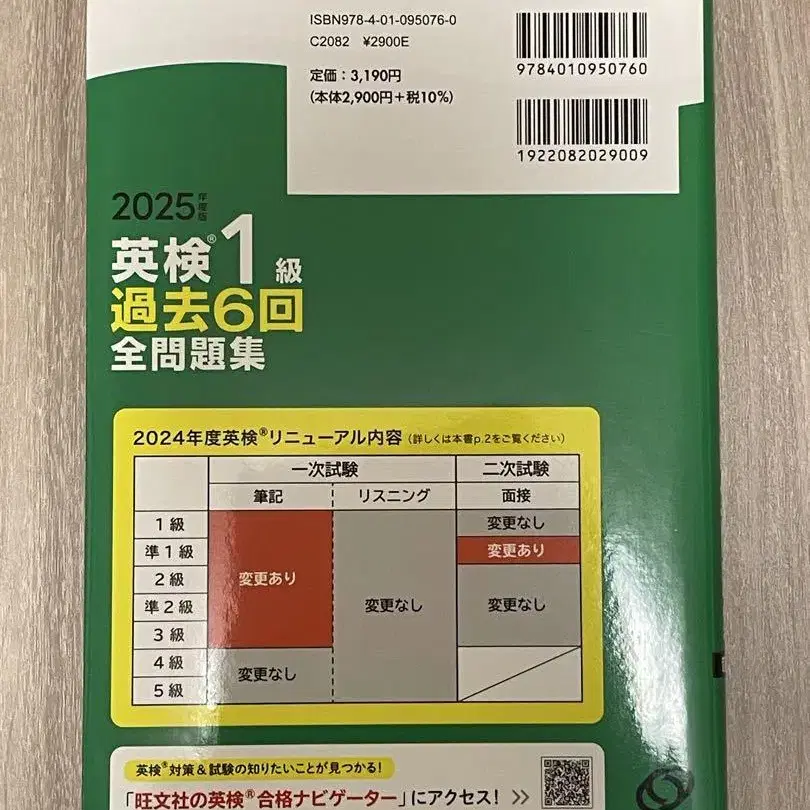 ISBN978-4-01-095076-0
C2082 ¥2900E
定価：3,190円
(本体2,900円+税10%)
9784010950760
1922082029009
2025年度版
英検®1級
過去6回
全問題集
2024年度英検®リニューアル内容（詳しくは本書p.2をご覧ください）
一次試験 二次試験
筆記 リスニング 面接
1級 変更なし
準1級 変更あり
2級 変更あり
準2級 変更なし 変更なし
3級
4級 変更なし
5級
英検®対策&試験の知りたいことが見つかる!
「旺文社の英検®合格ナビゲーター」にアクセス! >>